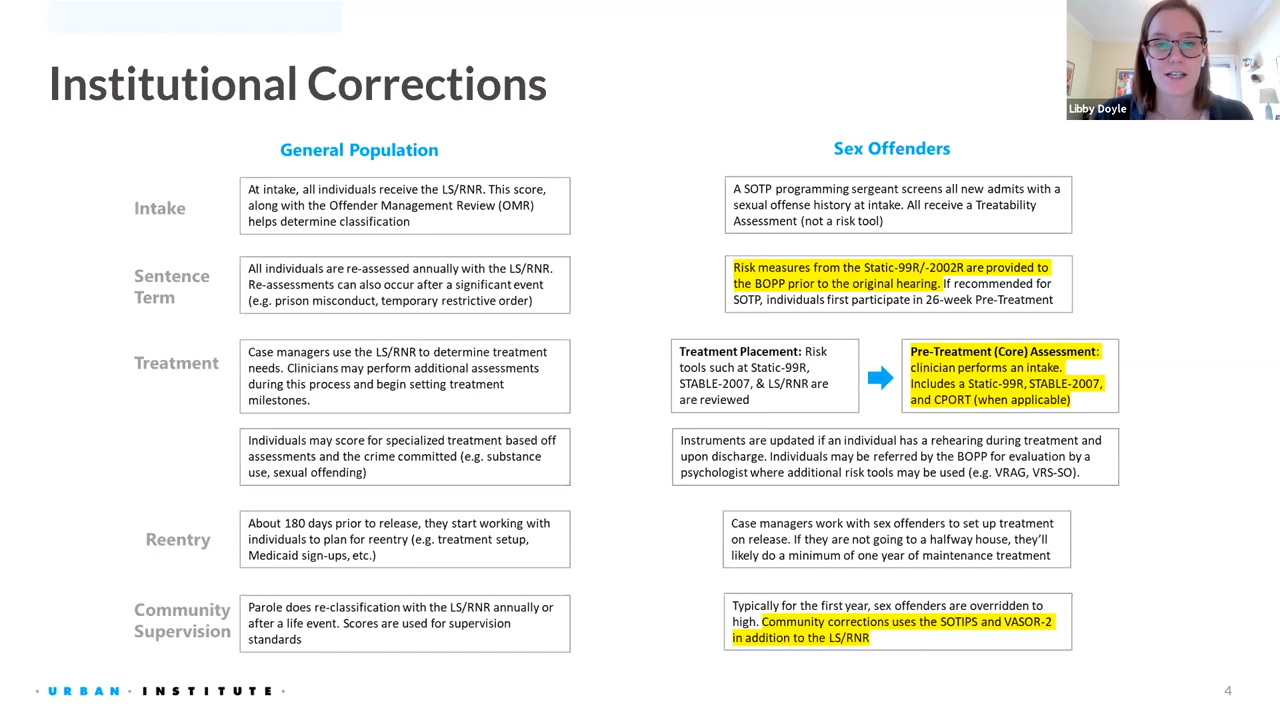 Libby Doyle
Institutional Corrections
General Population
Sex Offenders
Intake
At intake, all individuals receive the LS/RNR. This score,
along with the Offender Management Review (OMR)
helps determine classification
A SOTP programming sergeant screens all new admits with a
sexual offense history at intake. All receive a Treatability
Assessment (not a risk tool)
Sentence
Term
All individuals are re-assessed annually with the LS/RNR.
Re-assessments can also occur after a significant event
(e.g. prison misconduct, temporary restrictive order)
Risk measures from the Static-99R/-2002R are provided to
the BOPP prior to the original hearing. If recommended for
SOTP, individuals first participate in 26-week Pre-Treatment
Treatment
Case managers use the LS/RNR to determine treatment
needs. Clinicians may perform additional assessments
during this process and begin setting treatment
milestones.
Treatment Placement: Risk
tools such at Static-99R,
STABLE-2007, & LS/RNR are
are reviewed
Pre-Treatment (Core) Assessment:
clinician performs an intake.
Includes a Static-99R, STABLE-2007,
and CPORT (when applicable)
Individuals may score for specialized treatment based off
assessments and the crime committed (e.g. substance
use, sexual offending)
Instruments are updated if an individual has a rehearing during treatment and
upon discharge. Individuals may be referred by the BOPP for evaluation by a
psychologist where additional risk tools may be used (e.g. VRAG, VRS-SO).
Reentry
About 180 days prior to release, they start working with
individuals to plan for reentry (e.g. treatment setup,
Medicaid sign-ups, etc.)
Case managers work with sex offenders to set up treatment
on release. If they are not going to a halfway house, they'll
likely do a minimum of one year of maintenance treatment
Community
Supervision
Parole does re-classification with the LS/RNR annually or
after a life event. Scores are used for supervision
standards
Typically for the first year, sex offenders are overridden to
high. Community corrections uses the SOTIPS and VASOR-2
in addition to the LS/RNR
· URBAN · INSTITUTE ·
4